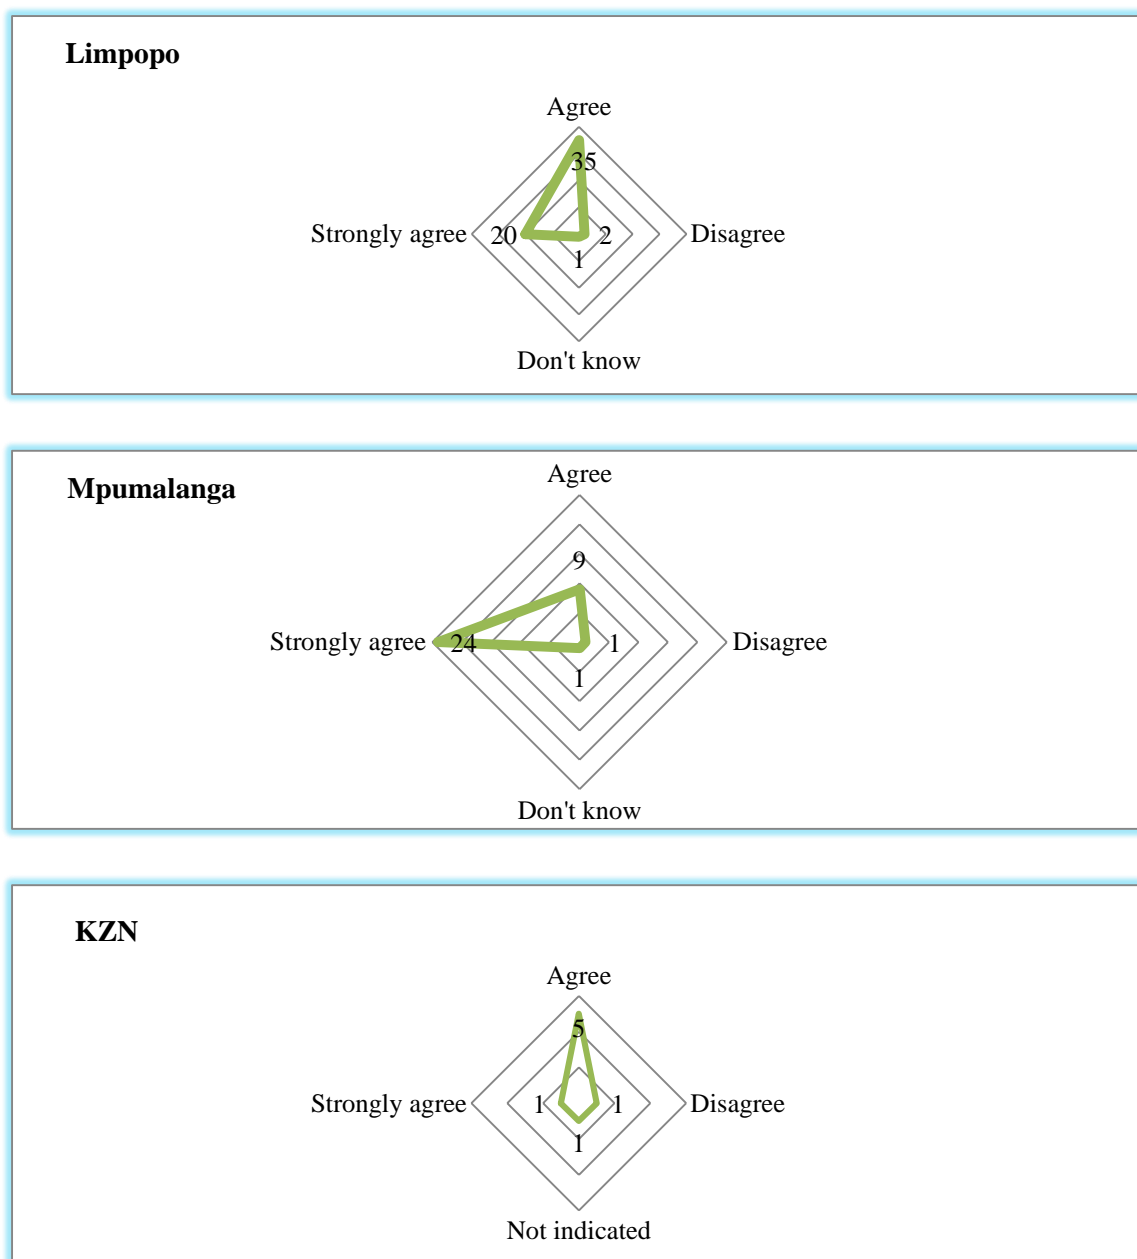 Limpopo
Agree
35
Strongly agree 20 2 Disagree
1
Don't know
Mpumalanga
Agree
9
Strongly agree 24 1 Disagree
1
Don't know
KZN
Agree
5
Strongly agree 1 1 Disagree
1
Not indicated